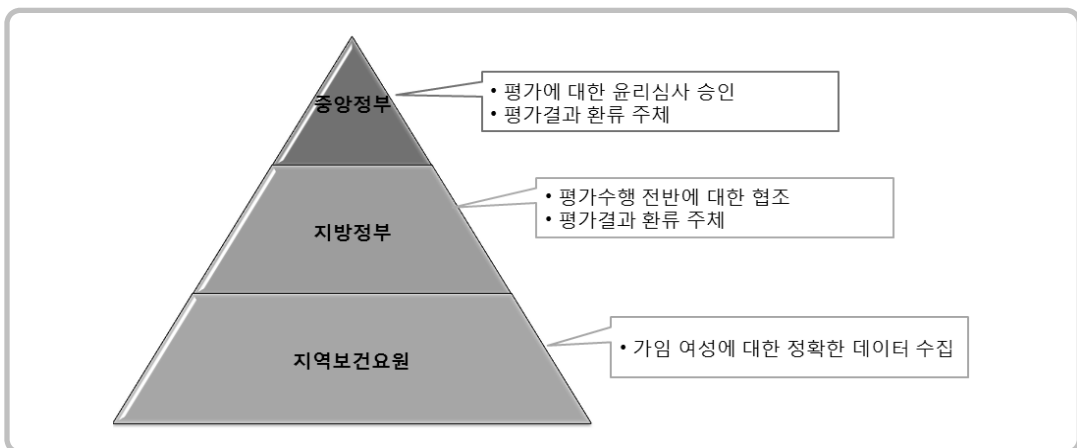 중앙정부
• 평가에 대한 윤리심사 승인
• 평가결과 환류 주체
지방정부
• 평가수행 전반에 대한 협조
• 평가결과 환류 주체
지역보건요원
• 가임 여성에 대한 정확한 데이터 수집